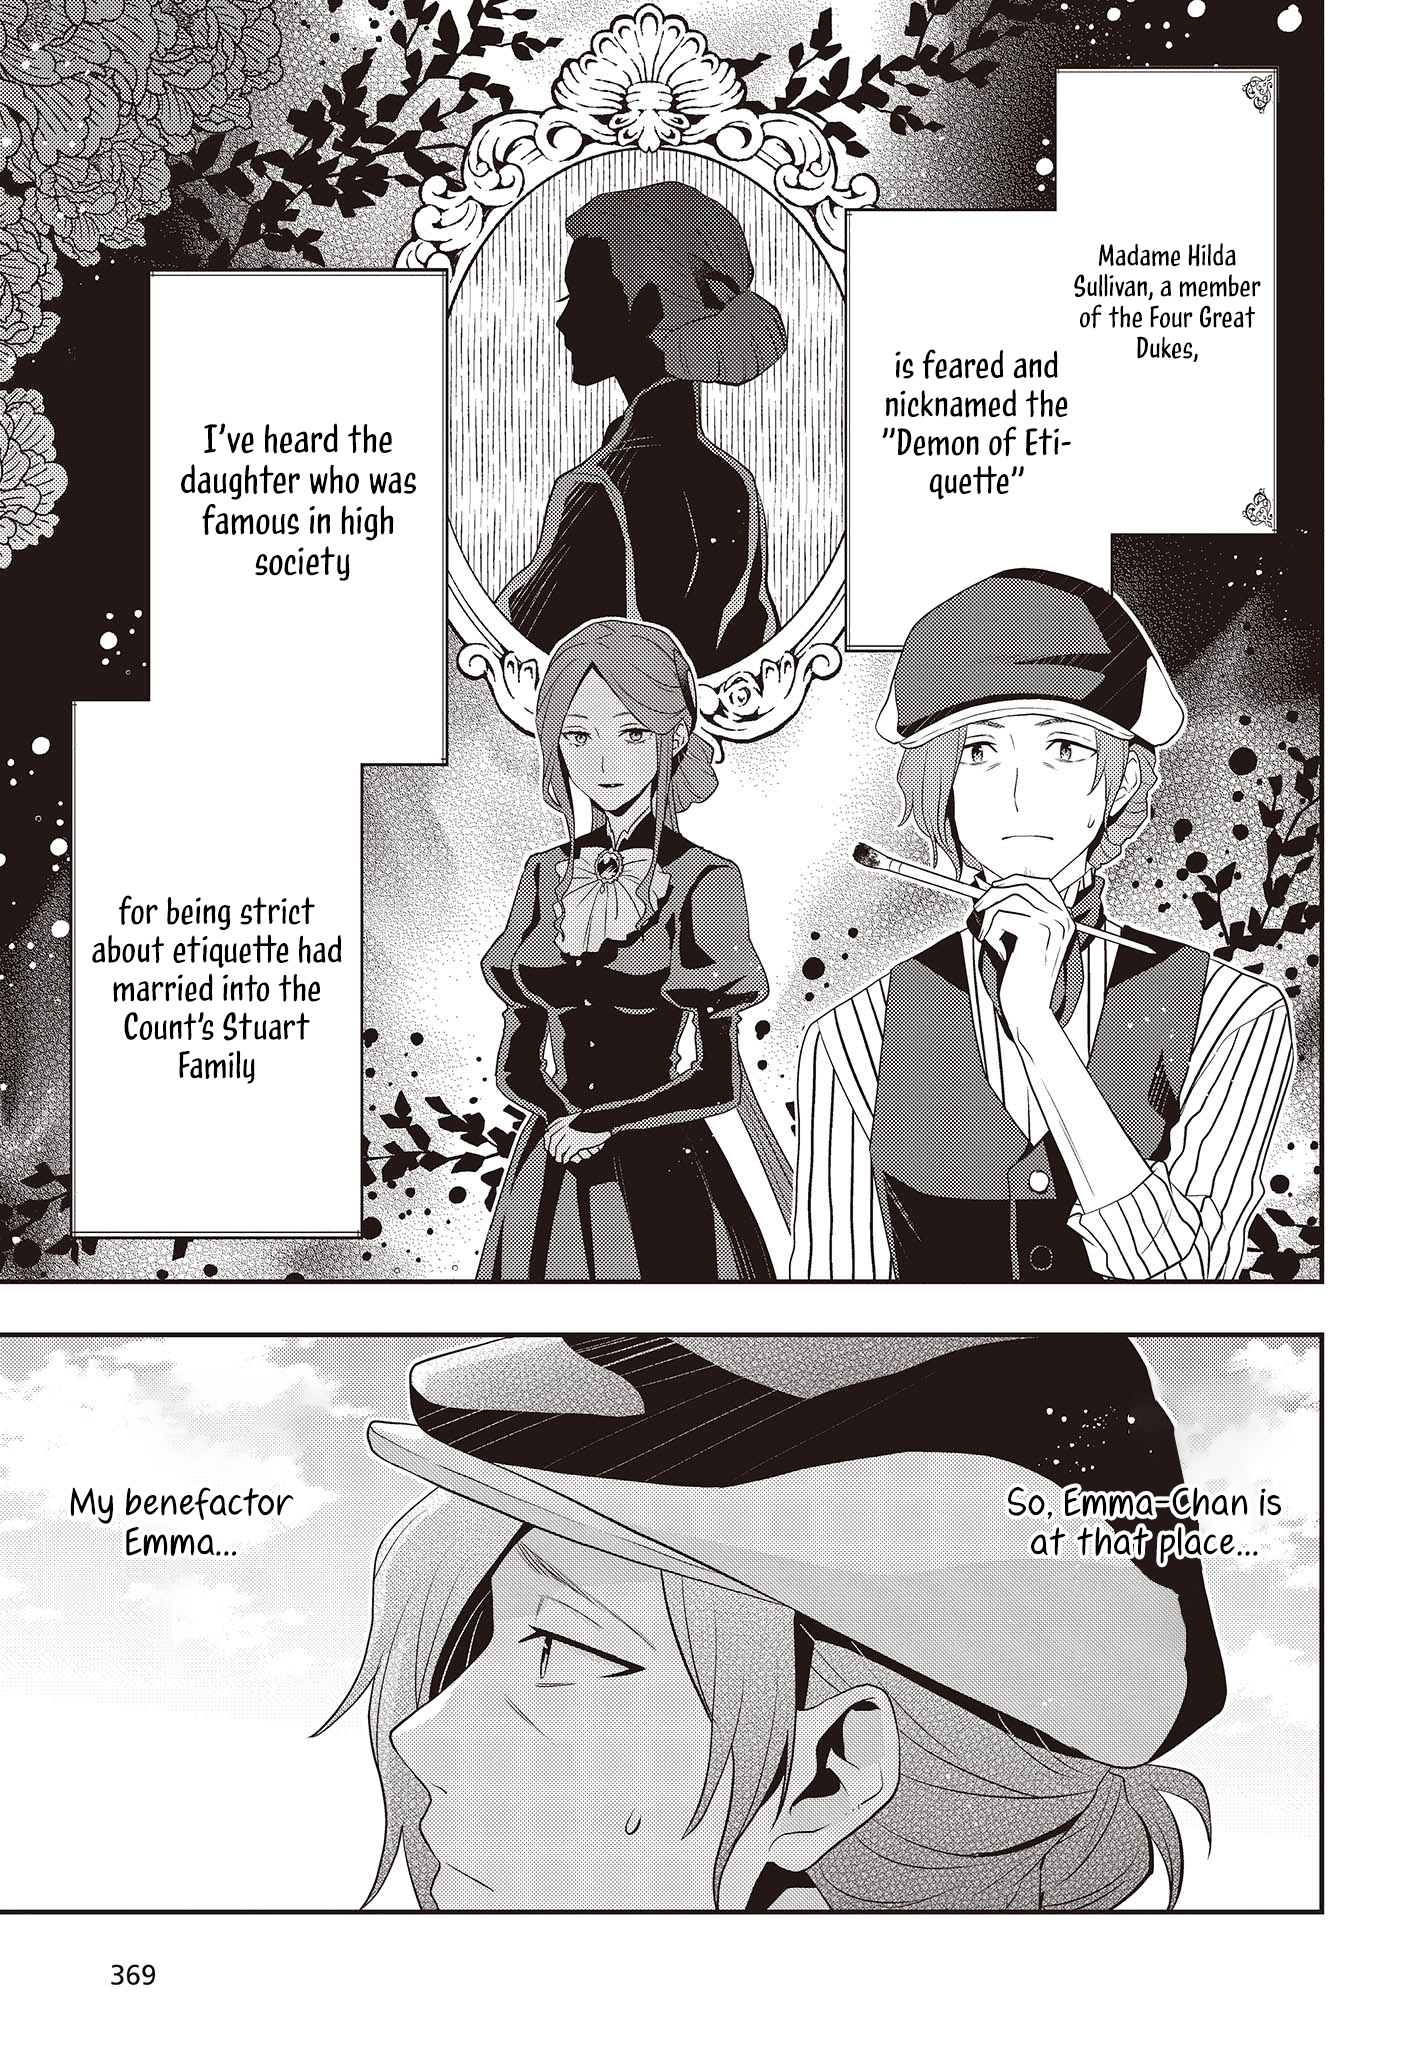 Madame Hilda
Sullivan, a member
of the Four Great
Dukes,
is feared and
nicknamed the
"Demon of Eti-
quette"
I've heard the
daughter who was
famous in high
society
for being strict
about etiquette had
married into the
Count's Stuart
Family
So, Emma-Chan is
at that place...
My benefactor
Emma...
369